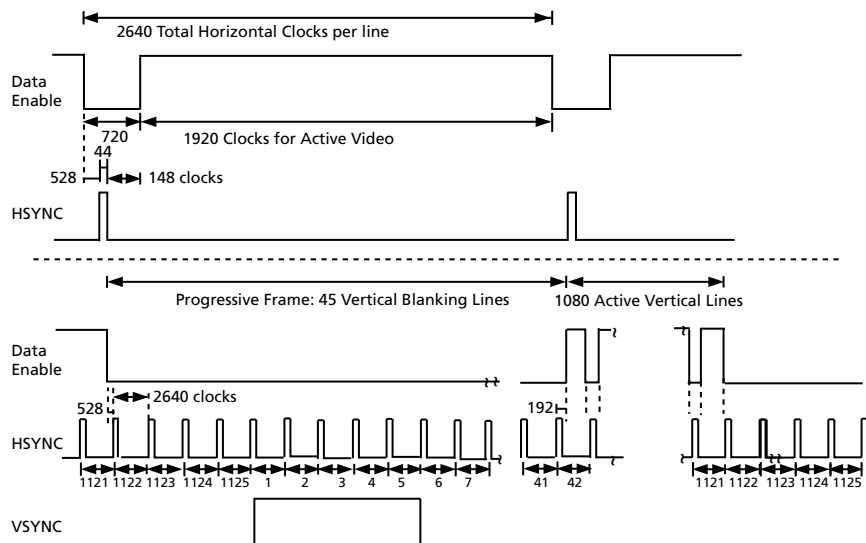 2640 Total Horizontal Clocks per line
Data
Enable
720
1920 Clocks for Active Video
44
528
148 clocks
HSYNC
Progressive Frame: 45 Vertical Blanking Lines
1080 Active Vertical Lines
Data
Enable
528
2640 clocks
192
HSYNC
1121 1122 1123 1124 1125 1 2 3 4 5 6 7 41 42 1121 1122 1123 1124 1125
VSYNC